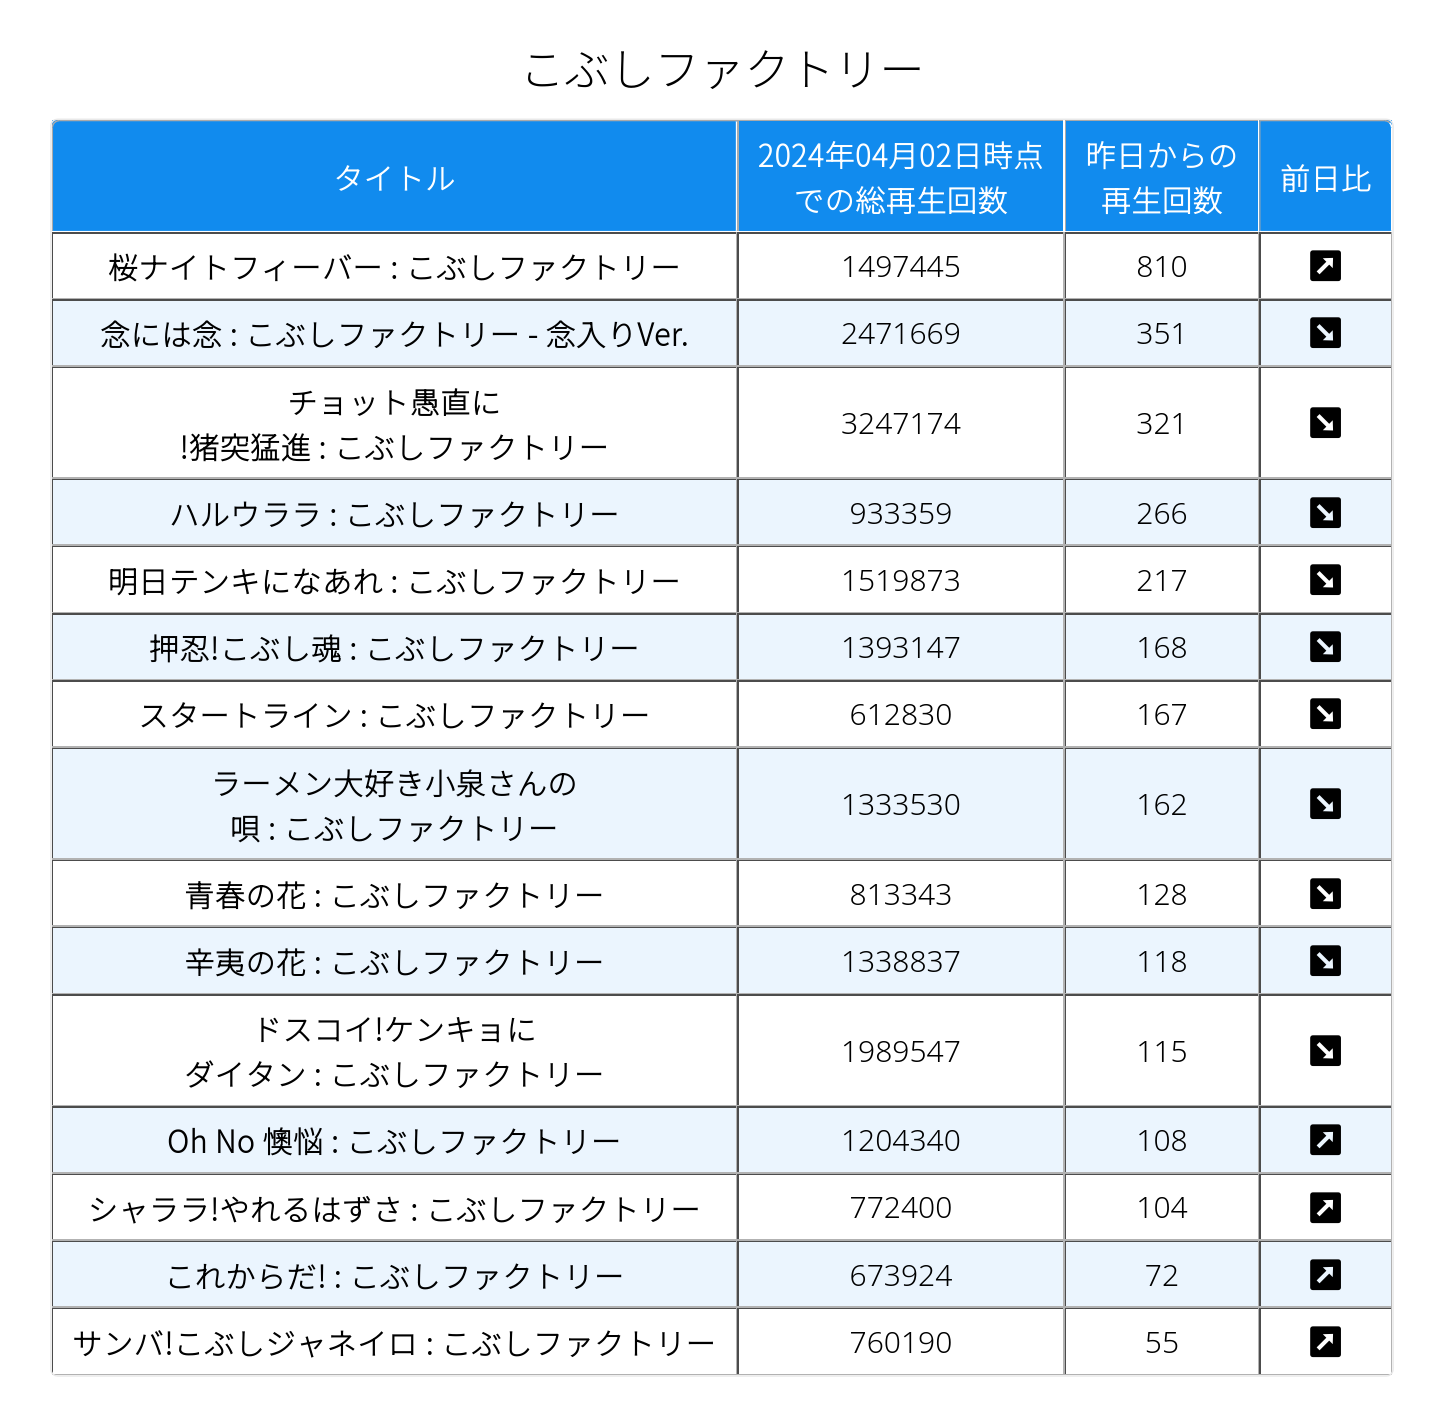 こぶしファクトリー
タイトル
2024年04月02日時点
での総再生回数
昨日からの
再生回数
前日比
桜ナイトフィーバー : こぶしファクトリー 1497445 810 ↗
念には念 : こぶしファクトリー - 念入りVer. 2471669 351 ↘
チョット愚直に
!猪突猛進 : こぶしファクトリー 3247174 321 ↘
ハルウララ : こぶしファクトリー 933359 266 ↘
明日テンキになあれ : こぶしファクトリー 1519873 217 ↘
押忍!こぶし魂 : こぶしファクトリー 1393147 168 ↘
スタートライン : こぶしファクトリー 612830 167 ↘
ラーメン大好き小泉さんの
唄 : こぶしファクトリー 1333530 162 ↘
青春の花 : こぶしファクトリー 813343 128 ↘
辛夷の花 : こぶしファクトリー 1338837 118 ↘
ドスコイ!ケンキョに
ダイタン : こぶしファクトリー 1989547 115 ↘
Oh No 懊悩 : こぶしファクトリー 1204340 108 ↗
シャララ!やれるはずさ : こぶしファクトリー 772400 104 ↗
これからだ! : こぶしファクトリー 673924 72 ↗
サンバ!こぶしジャネイロ : こぶしファクトリー 760190 55 ↗